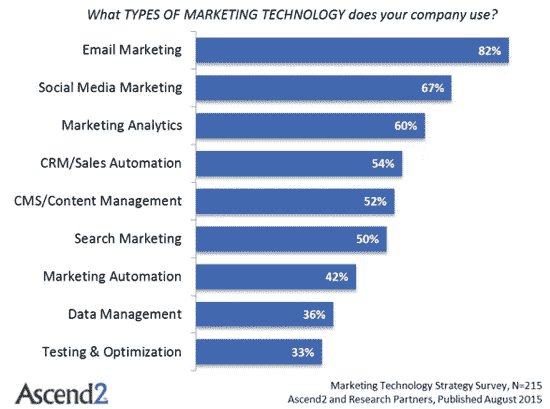 What TYPES OF MARKETING TECHNOLOGY does your company use?
Email Marketing 82%
Social Media Marketing 67%
Marketing Analytics 60%
CRM/Sales Automation 54%
CMS/Content Management 52%
Search Marketing 50%
Marketing Automation 42%
Data Management 36%
Testing & Optimization 33%
Ascend2
Marketing Technology Strategy Survey, N=215
Ascend2 and Research Partners, Published August 2015